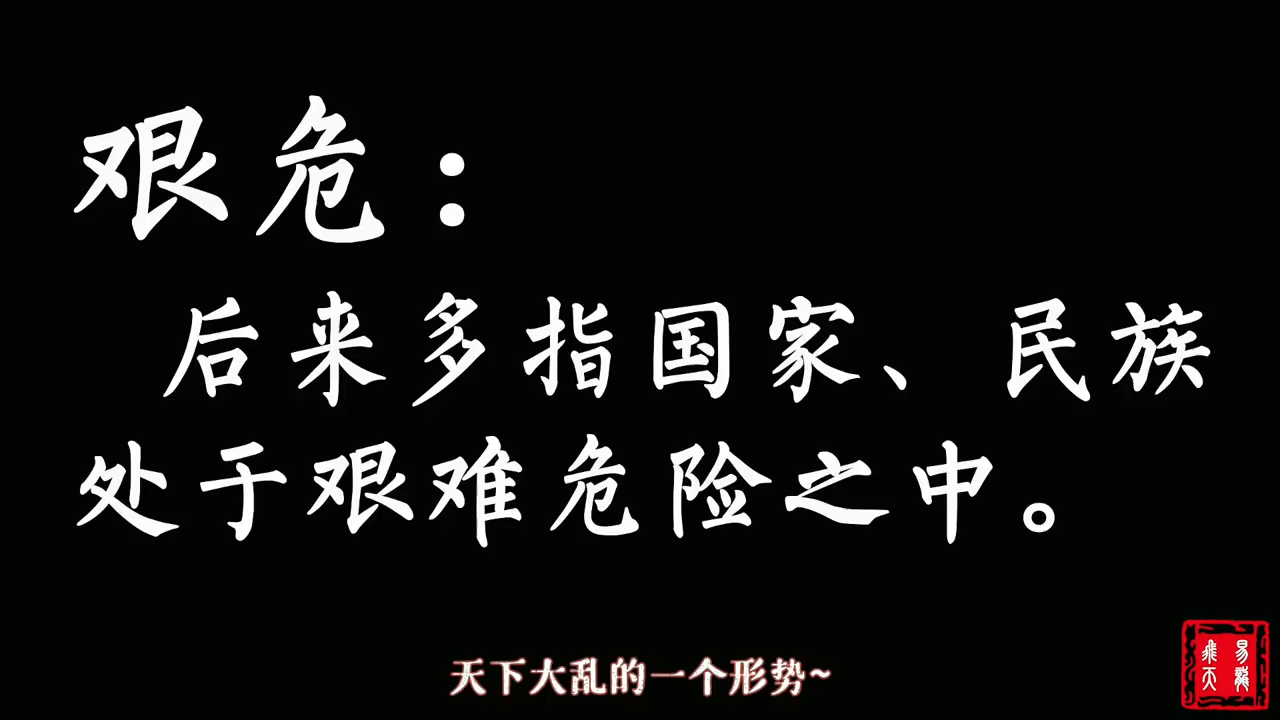 艰危：
后来多指国家、民族
处于艰难危险之中。
天下大乱的一个形势~